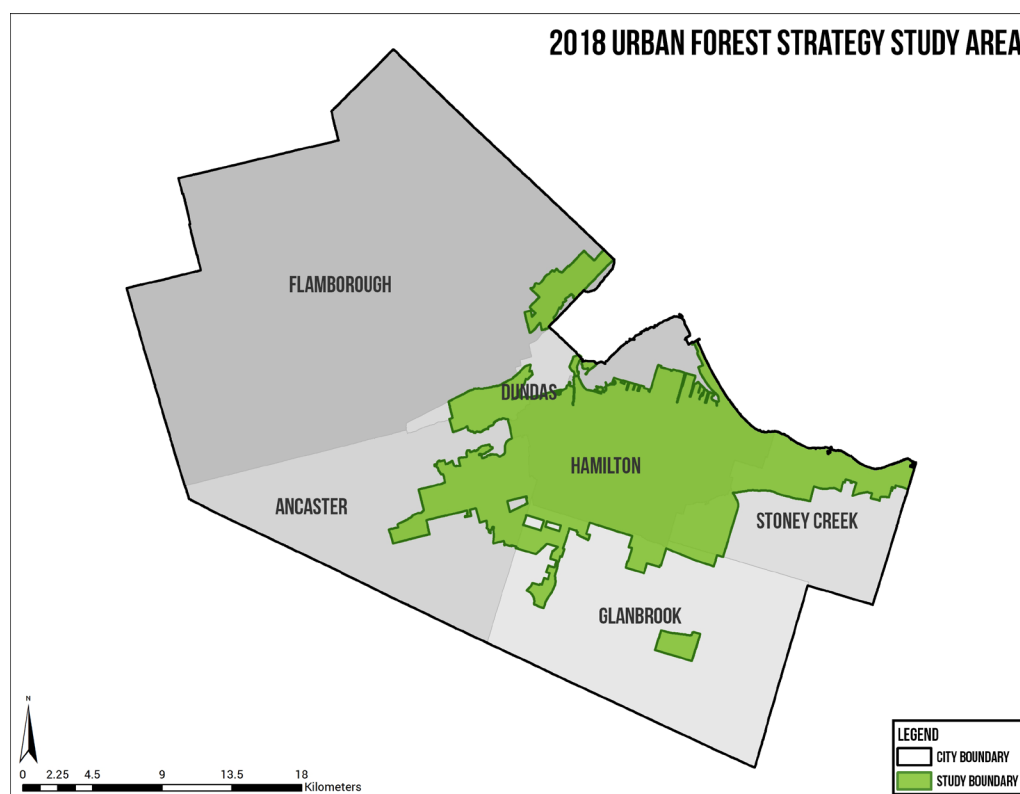 2018 URBAN FOREST STRATEGY STUDY AREA
FLAMBOROUGH
DUNDAS
HAMILTON
ANCASTER
STONEY CREEK
GLANBROOK
N
0 2.25 4.5 9 13.5 18
Kilometers
LEGEND
CITY BOUNDARY
STUDY BOUNDARY